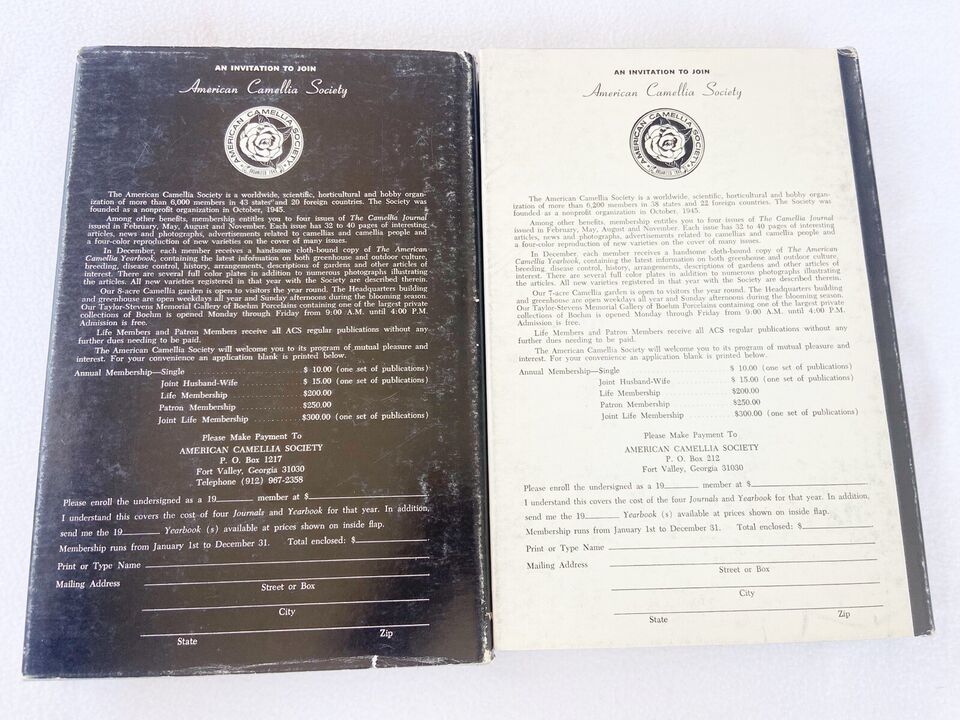 AN INVITATION TO JOIN
American Camellia Society
AMERICAN CAMELLIA SOCIETY
The American Camellia Society is a worldwide, scientific, horticultural and hobby organ-
ization of more than 6,000 members in 43 states and 20 foreign countries. The Society was
founded as a nonprofit organization in October, 1945.
Among other benefits, membership entitles you to four issues of The Camellia Journal
issued in February, May, August and November. Each issue has 32 to 40 pages of interesting
articles, news and photographs, advertisements related to camellias and camellia people and
a four-color reproduction of new varieties on the cover of many issues.
In December, each member receives a handsome cloth-bound copy of The American
Camellia Yearbook, containing the latest information on both greenhouse and outdoor culture,
breeding, disease control, history, arrangements, descriptions of gardens and other articles of
interest. There are several full color plates in addition to numerous photographs illustrating
the articles. All new varieties registered in that year with the Society are described therein.
Our 8-acre Camellia garden is open to visitors the year round. The Headquarters building
and greenhouse are open weekdays all year and Sunday afternoons during the blooming season.
Our Taylor-Stevens Memorial Gallery of Boehm Porcelains containing one of the largest private
collections of Boehm is opened Monday through Friday from 9:00 A.M. until 4:00 P.M.
Admission is free.
Life Members and Patron Members receive all ACS regular publications without any
further dues needing to be paid.
The American Camellia Society will welcome you to its program of mutual pleasure and
interest. For your convenience an application blank is printed below.
Annual Membership—Single $ 10.00 (one set of publications)
Joint Husband-Wife $ 15.00 (one set of publications)
Life Membership $200.00
Patron Membership $250.00
Joint Life Membership $300.00 (one set of publications)
Please Make Payment To
AMERICAN CAMELLIA SOCIETY
P. O. Box 1217
Fort Valley, Georgia 31030
Telephone (912) 967-2358
Please enroll the undersigned as a 19____ member at $____
I understand this covers the cost of four Journals and Yearbook for that year. In addition,
send me the 19____ Yearbook (s) available at prices shown on inside flap.
Membership runs from January 1st to December 31. Total enclosed: $____
Print or Type Name
Mailing Address
Street or Box
City
State Zip
AN INVITATION TO JOIN
American Camellia Society
AMERICAN CAMELLIA SOCIETY
The American Camellia Society is a worldwide, scientific, horticultural and hobby organ-
ization of more than 6,200 members in 38 states and 22 foreign countries. The Society
was founded as a nonprofit organization in October, 1945.
Among other benefits, membership entitles you to four issues of The Camellia Journal
issued in February, May, August and November. Each issue has 32 to 40 pages of interesting
articles, news and photographs, advertisements related to camellias and camellia people and
a four-color reproduction of new varieties on the cover of many issues.
In December, each member receives a handsome cloth-bound copy of The American
Camellia Yearbook, containing the latest information on both greenhouse and outdoor culture,
breeding, disease control, history, arrangements, descriptions of gardens and other articles of
interest. There are several full color plates in addition to numerous photographs illustrating
the articles. All new varieties registered in that year with the Society are described therein.
Our 7-acre Camellia garden is open to visitors the year round. The Headquarters building
and greenhouse are open weekdays all year and Sunday afternoons during the blooming season.
Our Taylor-Stevens Memorial Gallery of Boehm Porcelains containing one of the largest private
collections of Boehm is opened Monday through Friday from 9:00 A.M. until 4:00 P.M.
Admission is free.
Life Members and Patron Members receive all ACS regular publications without any
further dues needing to be paid.
The American Camellia Society will welcome you to its program of mutual pleasure and
interest. For your convenience an application blank is printed below.
Annual Membership—Single $ 10.00 (one set of publications)
Joint Husband-Wife $ 15.00 (one set of publications)
Life Membership $200.00
Patron Membership $250.00
Joint Life Membership $300.00 (one set of publications)
Please Make Payment To
AMERICAN CAMELLIA SOCIETY
P. O. Box 212
Fort Valley, Georgia 31030
Please enroll the undersigned as a 19____ member at $____
I understand this covers the cost of the four Journals and Yearbook for that year. In addition,
send me the 19____ Yearbook (s) available at prices shown on inside flap.
Membership runs from January 1st to December 31. Total enclosed: $____
Print or Type Name
Mailing Address
Street or Box
City
State Zip